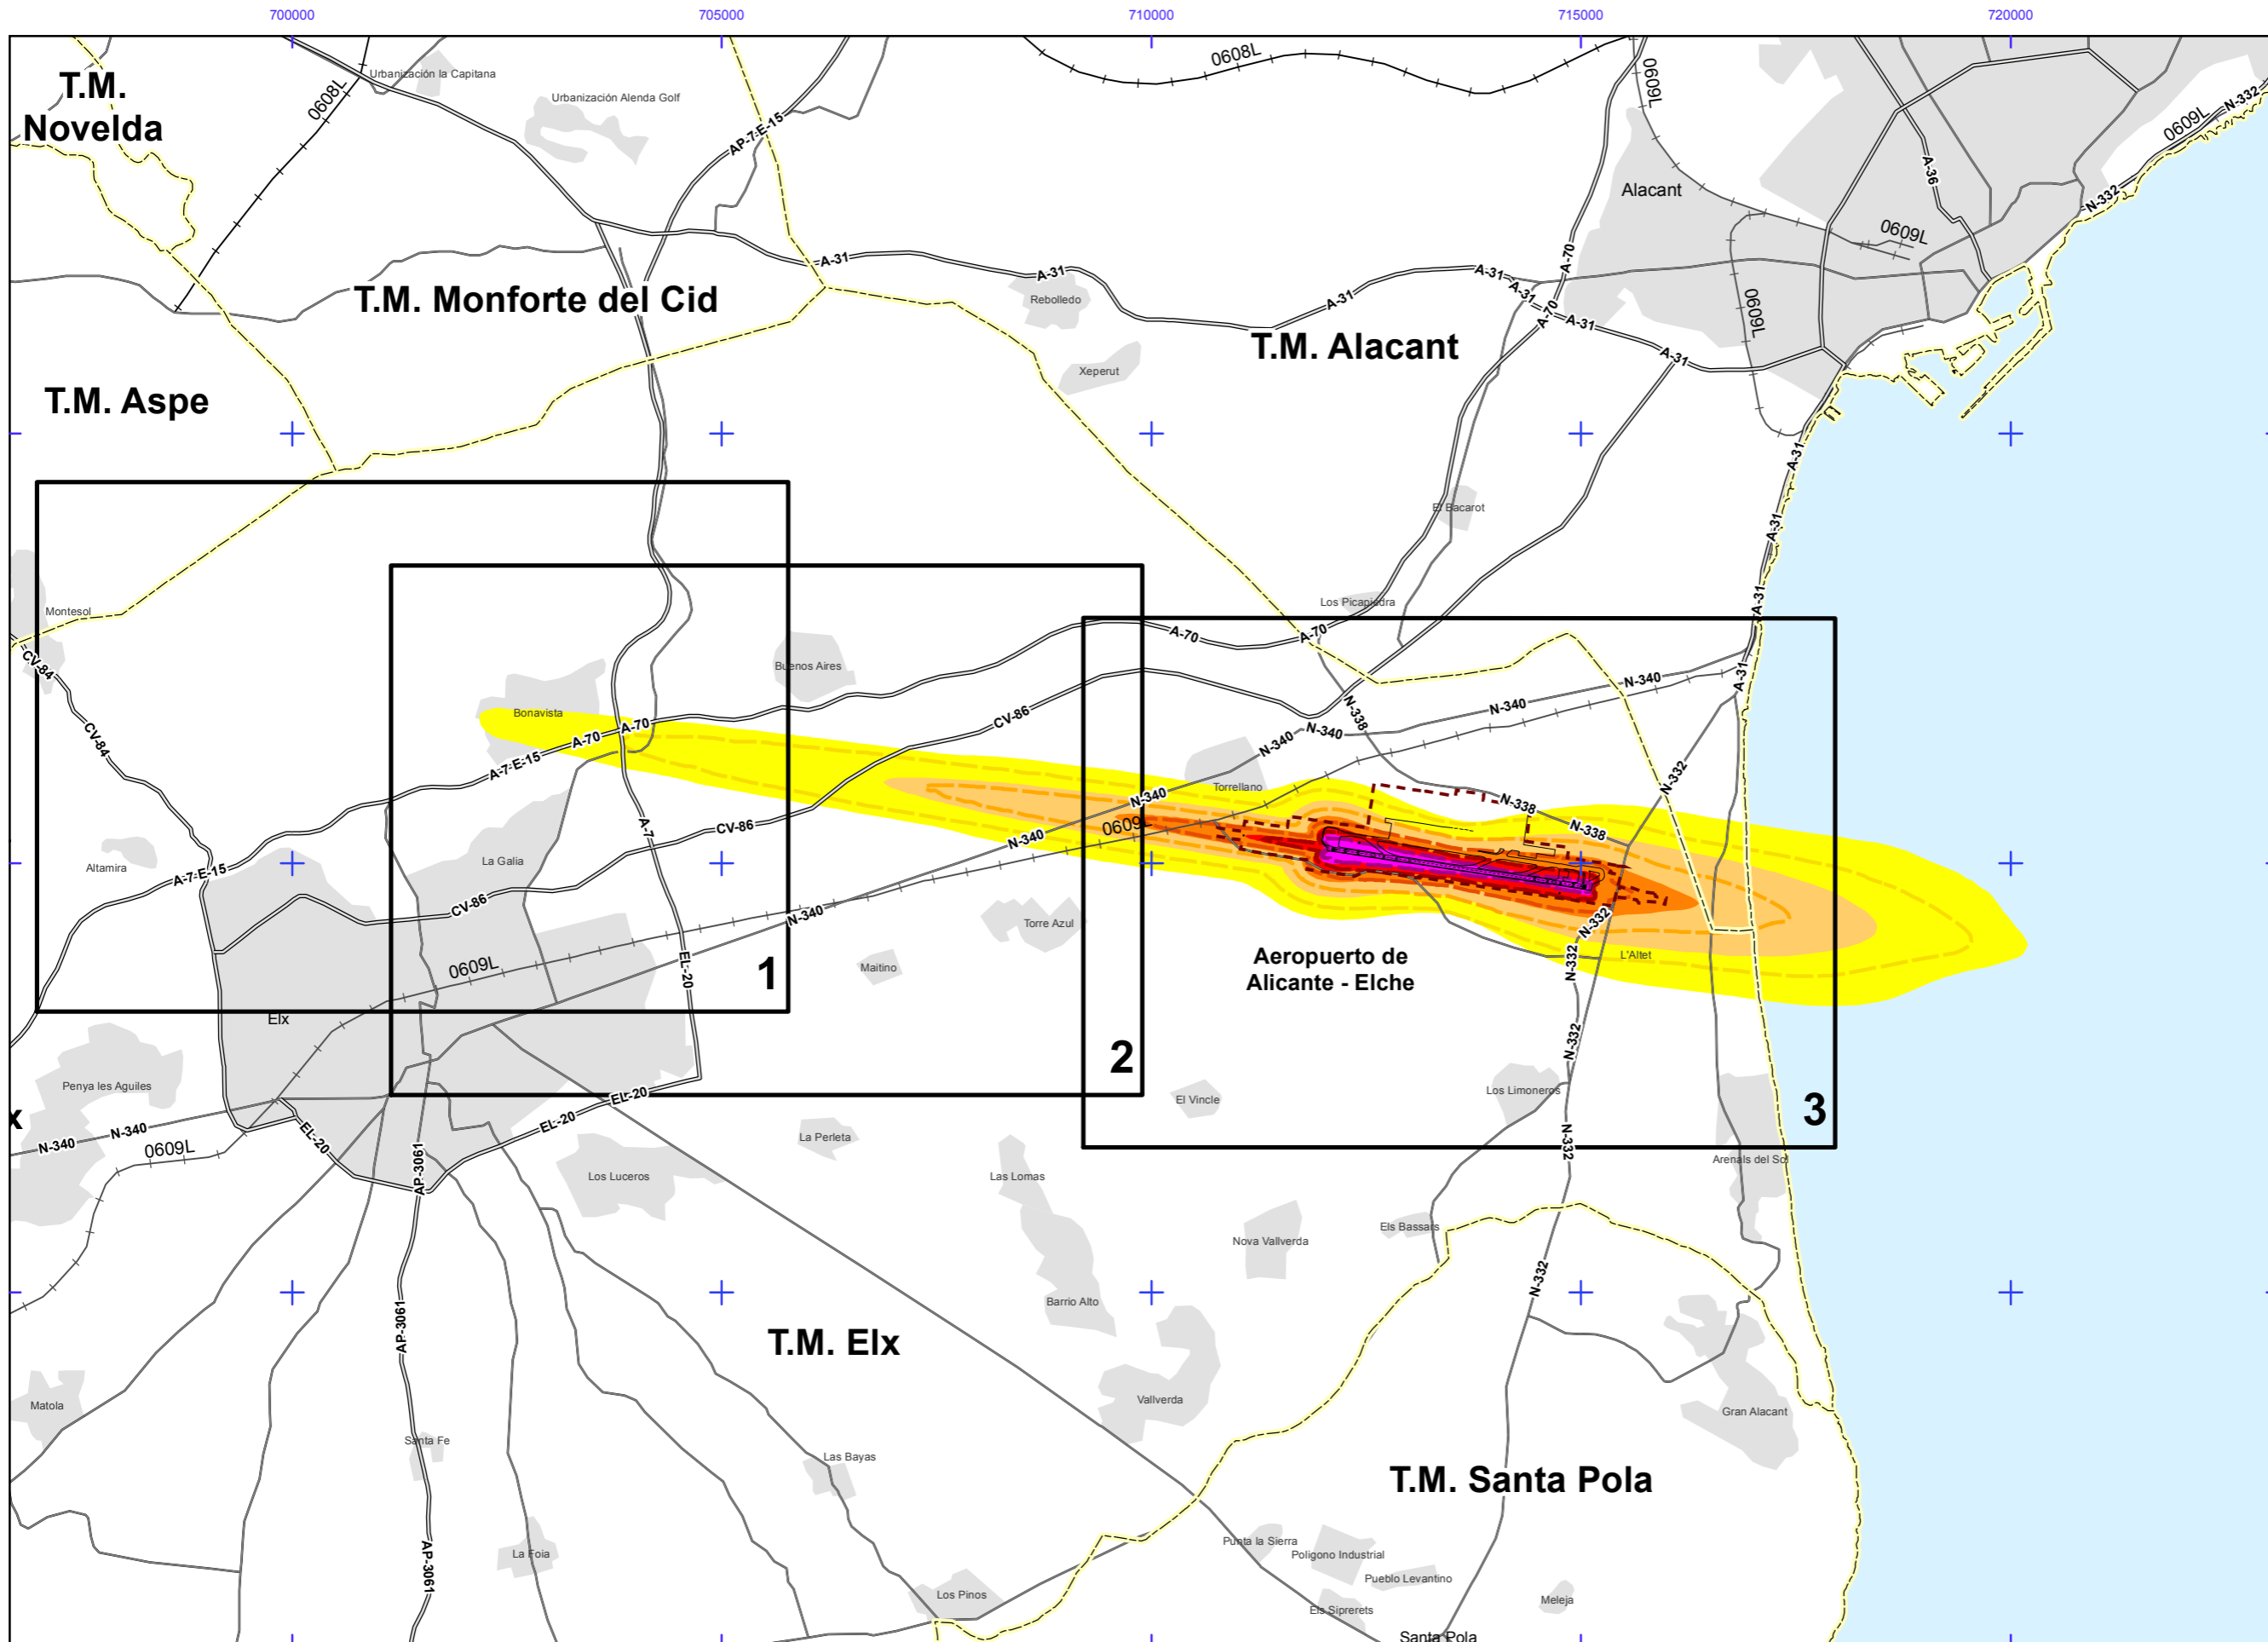 700000
705000
710000
715000
720000
T.M.
Novelda
0608L
Urbanización la Capitana
Urbanización Alenda Golf
AP-7-E-15
0608L
0609L
Alacant
A-36
N-332
0609L
N-332
0609L
0609L
T.M. Monforte del Cid
A-31
A-31
Rebolledo
A-31
A-31
A-31
A-70
A-70
A-31
A-31
T.M. Alacant
T.M. Aspe
Xeperut
El Bacarot
A-31
A-31
A-31
A-31
Montesol
CV-84
CV-84
Los Picapiedra
Buenos Aires
A-70
A-70
N-338
N-340
N-340
N-340
N-340
Bonavista
A-70
A-70
A-7-E-15
CV-86
N-332
Torrellano
N-340
N-338
N-338
0609L
N-340
A-7
CV-86
Altamira
A-7-E-15
La Galia
CV-86
N-340
Torre Azul
Maitino
EL-20
0609L
Elx
1
Aeropuerto de
Alicante - Elche
N-332
N-332
L'Altet
N-332
2
3
Penya les Aguiles
x
N-340
N-340
0609L
EL-20
EL-20
EL-20
AP-3061
Los Luceros
La Perleta
El Vincle
Los Limoneros
N-332
Arenals del Sol
Las Lomas
Nova Vallverda
Els Bassars
N-332
Barrio Alto
AP-3061
T.M. Elx
Matola
Vallverda
Gran Alacant
Santa Fe
Las Bayas
T.M. Santa Pola
AP-3061
La Foia
Los Pinos
Punta la Sierra
Poligono Industrial
Pueblo Levantino
Els Siprerets
Meleja
Santa Pola